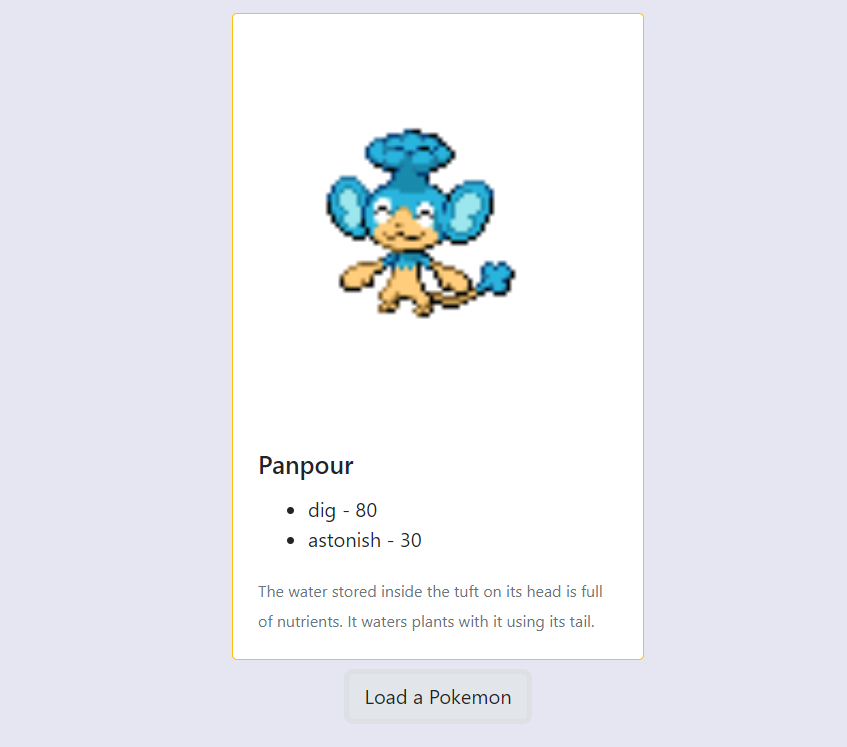 Panpour
dig - 80
astonish - 30
The water stored inside the tuft on its head is full
of nutrients. It waters plants with it using its tail.
Load a Pokemon